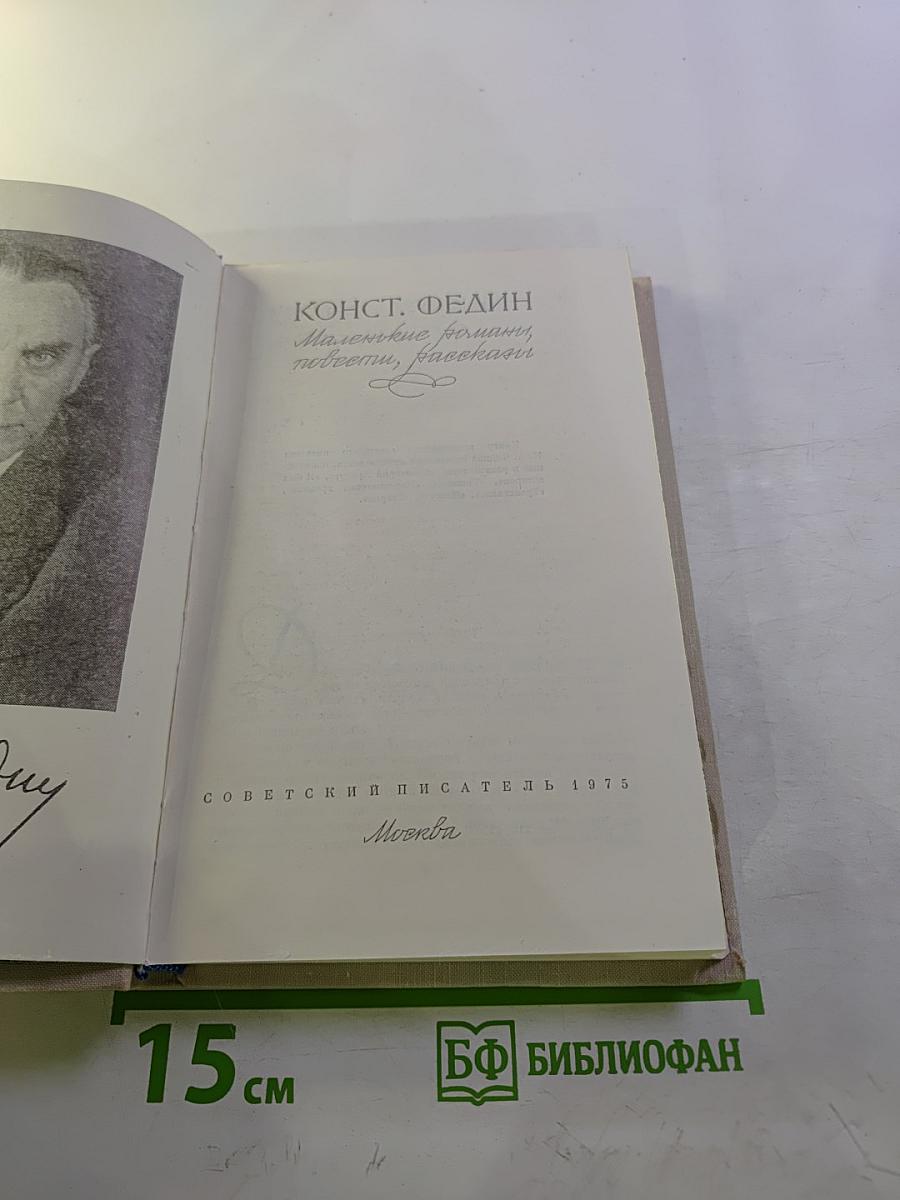 КОНСТ. ФЕДИН
Маленькие романы,
повести, рассказы
СОВЕТСКИЙ ПИСАТЕЛЬ 1975
Москва
15 см
БФ БИБЛИОФАН